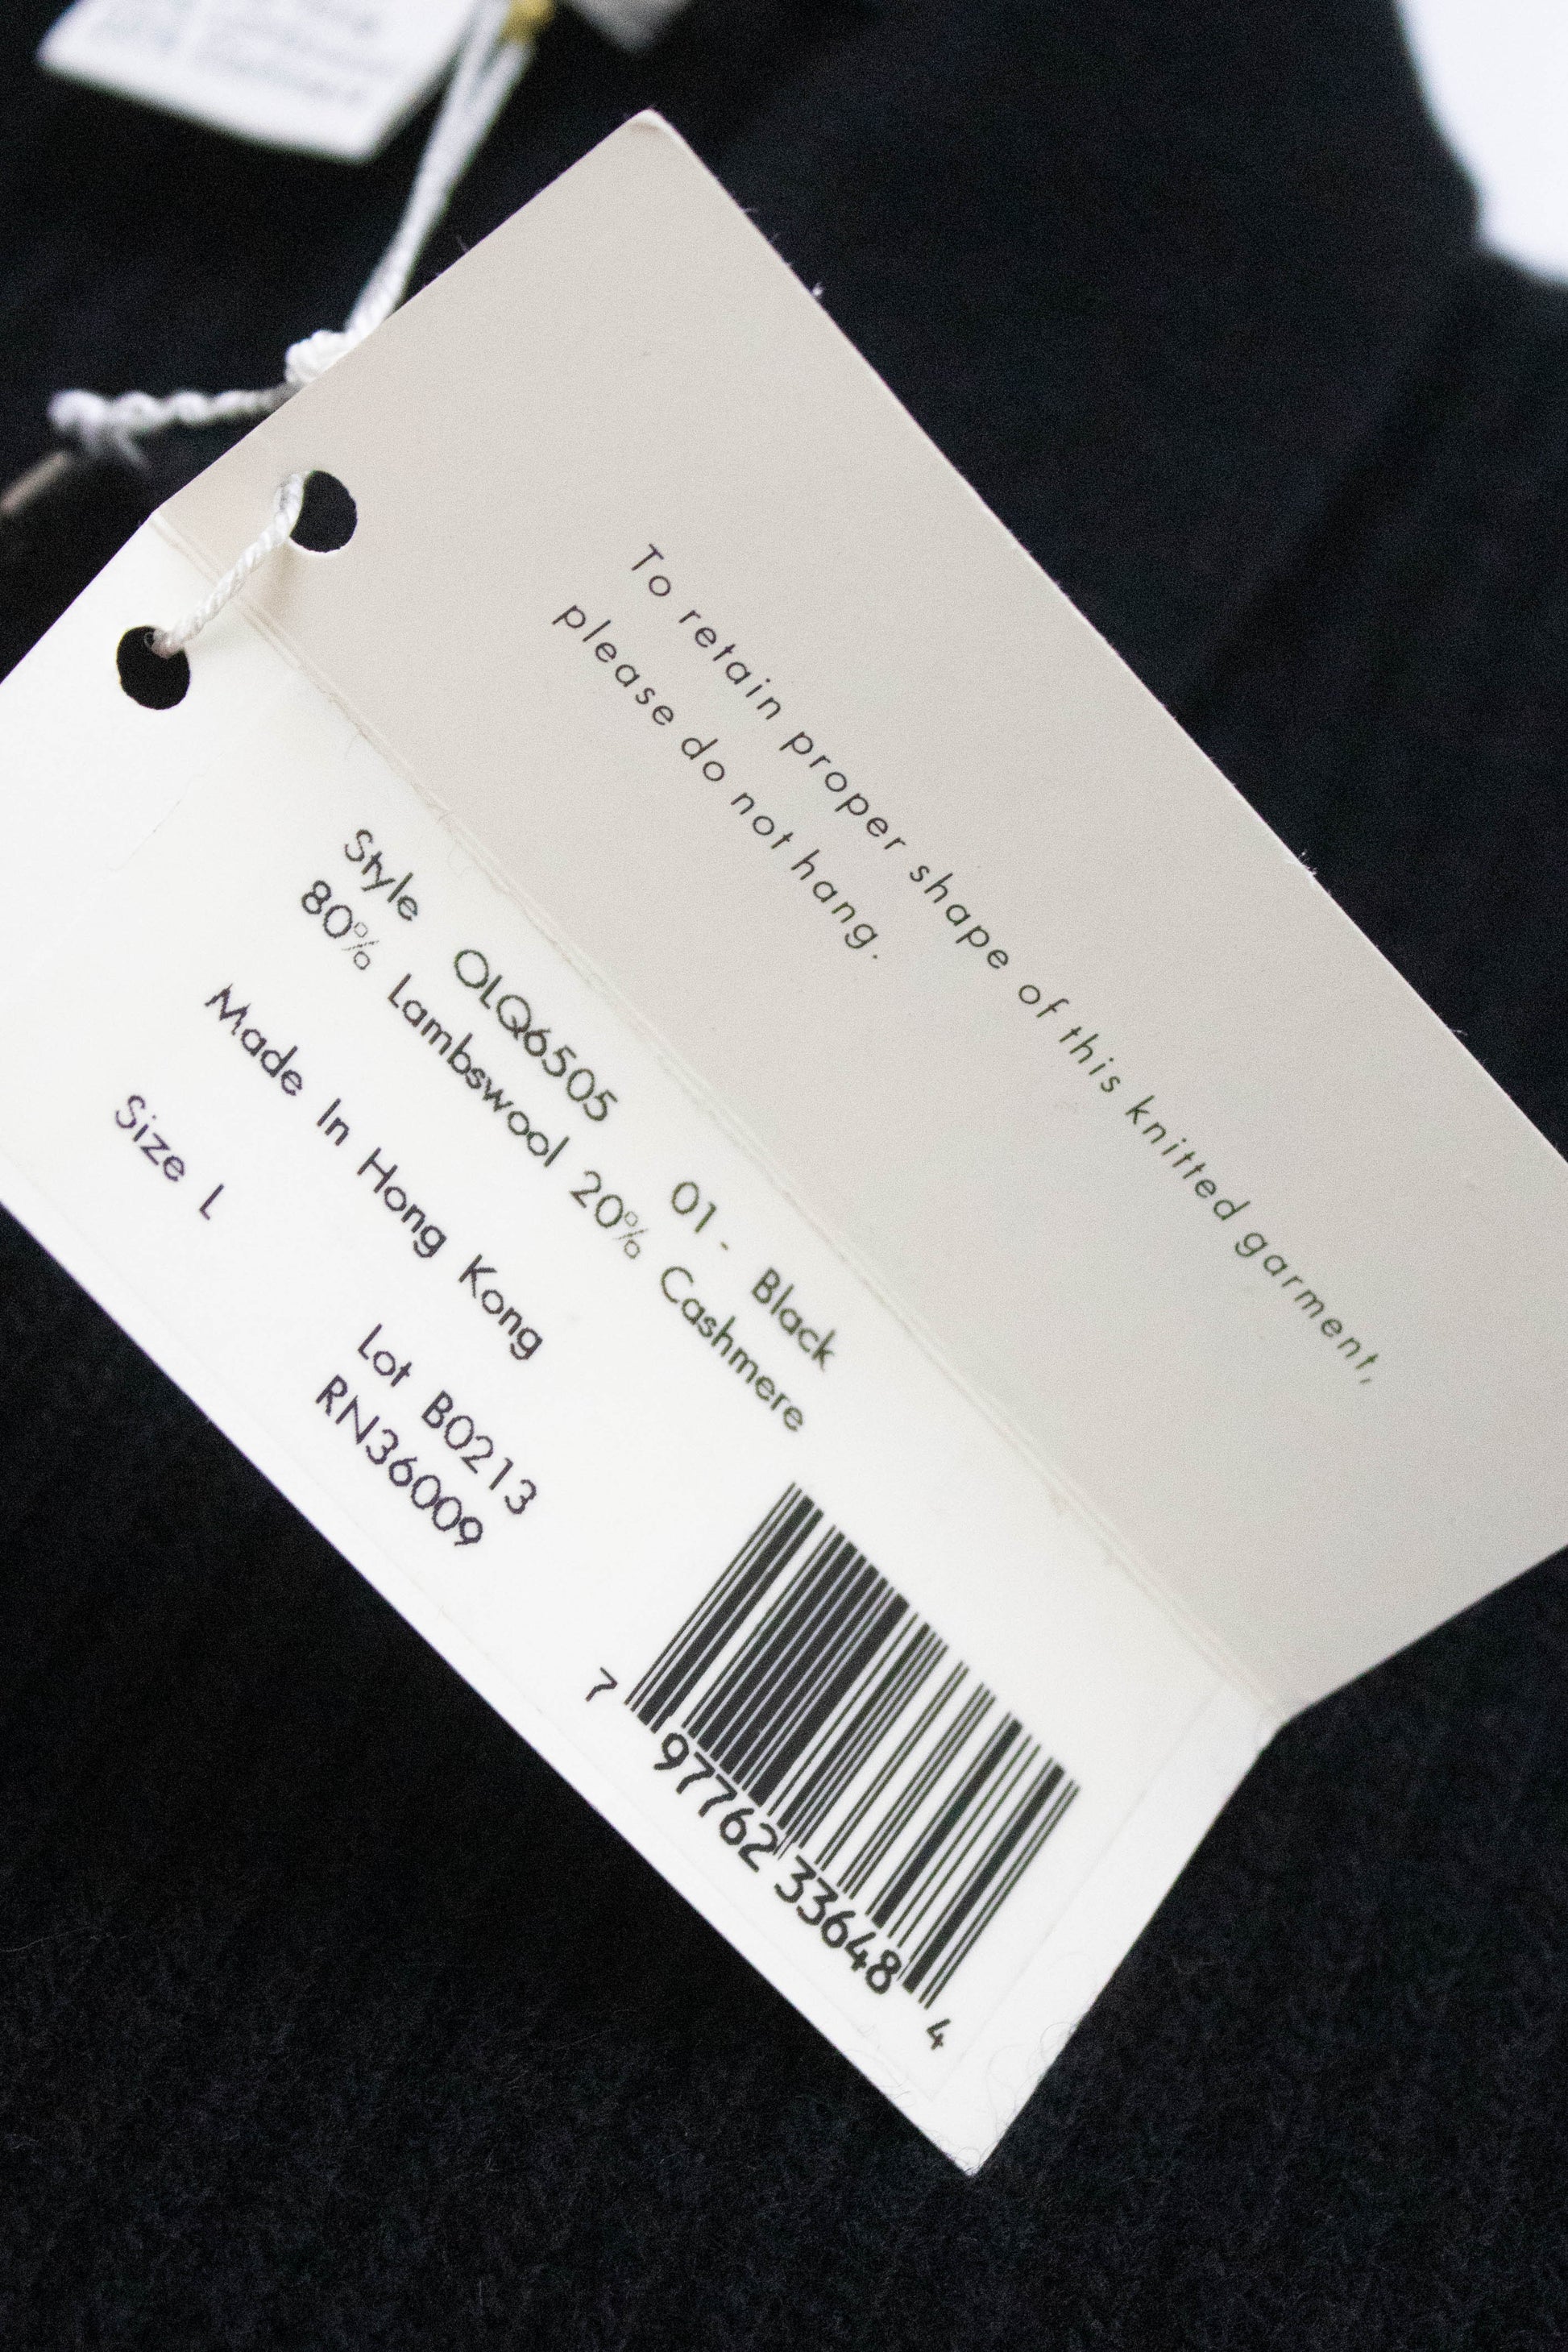 To retain proper shape of this knitted garment,
please do not hang.
Style OLQ6505 01- Black
80% Lambswool 20% Cashmere
Made In Hong Kong
Size L
Lot B0213
RN36009
7 97762 33648 4